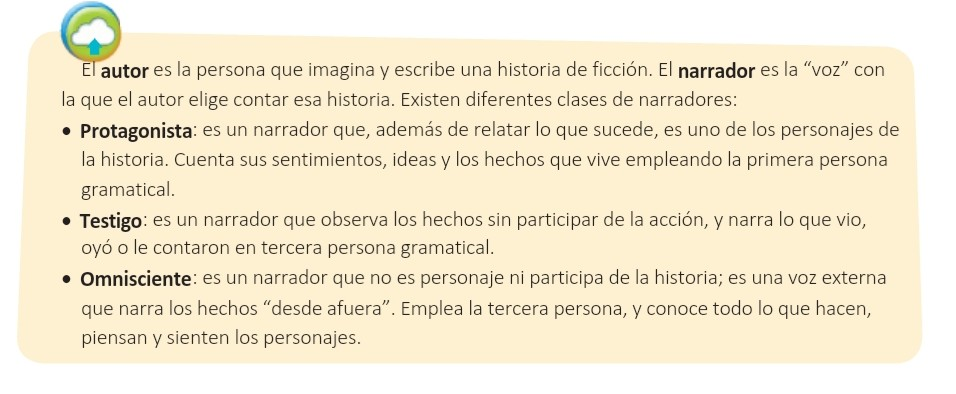 El autor es la persona que imagina y escribe una historia de ficción. El narrador es la “voz” con
la que el autor elige contar esa historia. Existen diferentes clases de narradores:
• Protagonista: es un narrador que, además de relatar lo que sucede, es uno de los personajes de
la historia. Cuenta sus sentimientos, ideas y los hechos que vive empleando la primera persona
gramatical.
• Testigo: es un narrador que observa los hechos sin participar de la acción, y narra lo que vio,
oyó o le contaron en tercera persona gramatical.
• Omnisciente: es un narrador que no es personaje ni participa de la historia; es una voz externa
que narra los hechos “desde afuera”. Emplea la tercera persona, y conoce todo lo que hacen,
piensan y sienten los personajes.